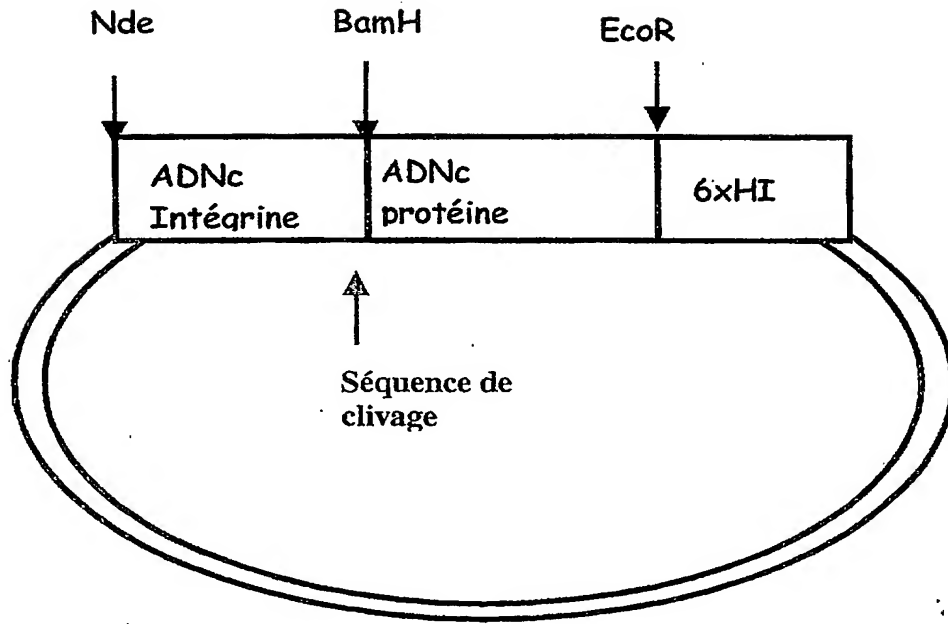 Nde
BamH
EcoR
ADNc
Intégrine
ADNc
protéine
6xHI
Séquence de
clivage